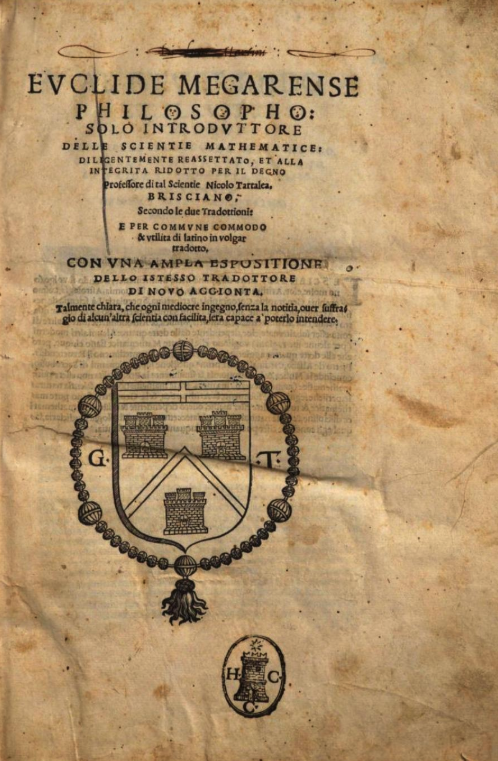 EVCLIDE MEGARENSE
PHILOSOPHO:
SOLO INTRODVTTORE
DELLE SCIENTIE MATHEMATICE:
DILIGENTEMENTE REASSETTATO, ET ALLA
INTEGRITA RIDOTTO PER IL DEGNO
Professore di tal Scientie Nicolo Tartalea,
BRISCIANO,
Secondo le due Tradottioni:
E PER COMMVNE COMMODO
& vtilita di latino in volgar
tradotto.
CON VNA AMPLA ESPOSITIONE
DELLO ISTESSO TRADOTTORE
DI NOVO AGGIONTA.
Talmente chiara, che ogni mediocre ingegno, senza la notitia, ouer suffra⸗
gio di alcun'altra scientia con facilita, sera capace a' poterlo intendere.
G. T.
H. C.
C.